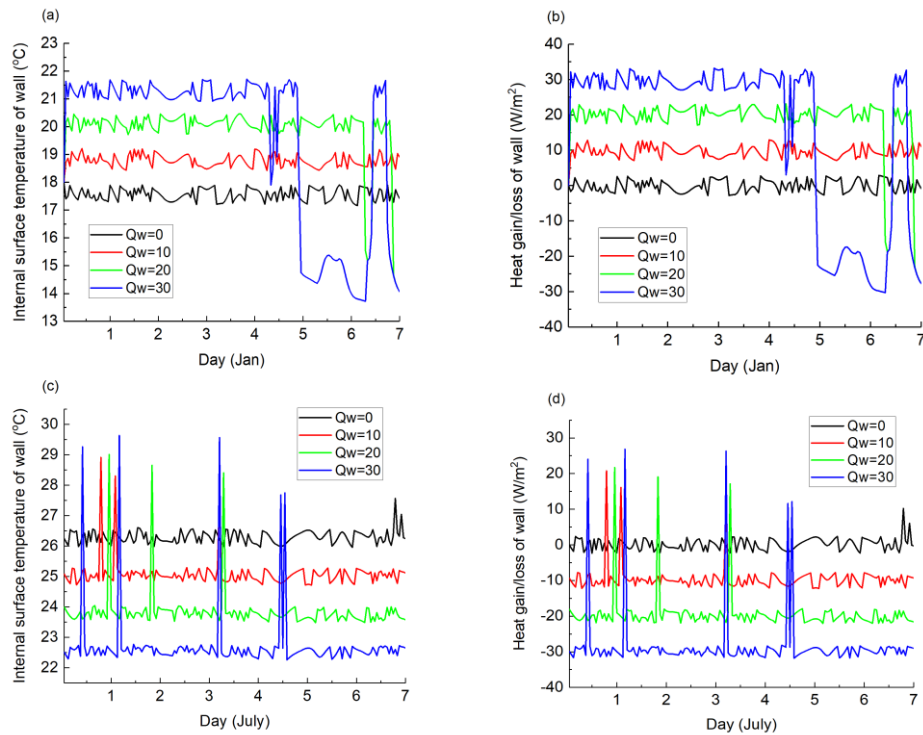 (a)
Internal surface temperature of wall (°C)
23
22
21
20
19
18
17
16
15
14
13
Qw=0
Qw=10
Qw=20
Qw=30
1
2
3
4
5
6
7
Day (Jan)
(b)
Heat gain/loss of wall (W/m²)
40
30
20
10
0
-10
-20
-30
-40
Qw=0
Qw=10
Qw=20
Qw=30
1
2
3
4
5
6
7
Day (Jan)
(c)
Internal surface temperature of wall (°C)
30
29
28
27
26
25
24
23
22
Qw=0
Qw=10
Qw=20
Qw=30
1
2
3
4
5
6
7
Day (July)
(d)
Heat gain/loss of wall (W/m²)
40
30
20
10
0
-10
-20
-30
-40
Qw=0
Qw=10
Qw=20
Qw=30
1
2
3
4
5
6
7
Day (July)